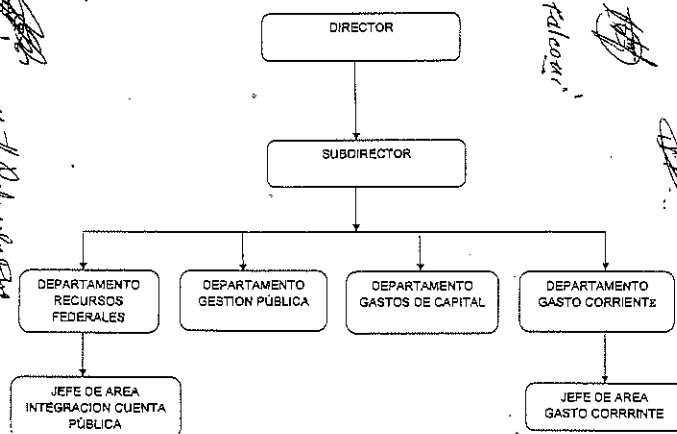 DIRECTOR
SUBDIRECTOR
DEPARTAMENTO
RECURSOS
FEDERALES
DEPARTAMENTO
GESTION PÚBLICA
DEPARTAMENTO
GASTOS DE CAPITAL
DEPARTAMENTO
GASTO CORRIENTE
JEFE DE AREA
INTEGRACION CUENTA
PÚBLICA
JEFE DE AREA
GASTO CORRRINTE